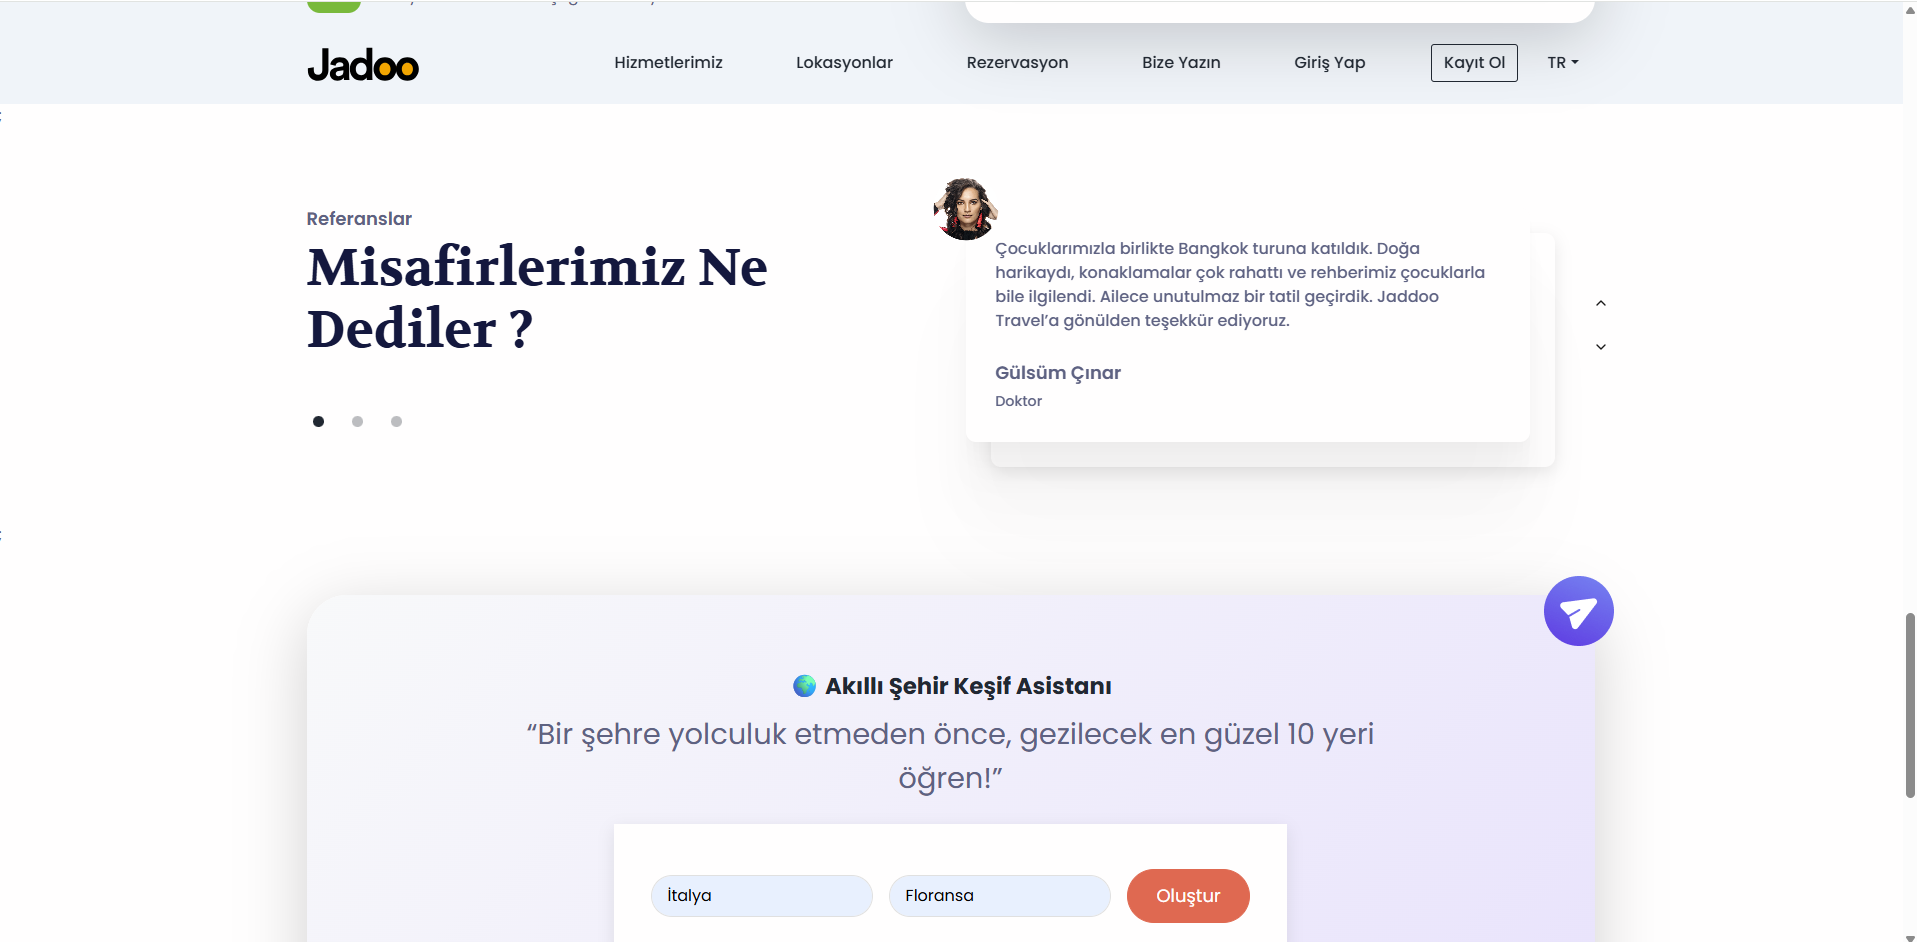 Jadoo
Hizmetlerimiz
Lokasyonlar
Rezervasyon
Bize Yazın
Giriş Yap
Kayıt Ol
TR
Referanslar
Misafirlerimiz Ne
Dediler ?
Çocuklarımızla birlikte Bangkok turuna katıldık. Doğa
harikaydı, konaklamalar çok rahattı ve rehberimiz çocuklarla
bile ilgilendi. Ailece unutulmaz bir tatil geçirdik. Jaddoo
Travel’a gönülden teşekkür ediyoruz.
Gülsüm Çınar
Doktor
Akıllı Şehir Keşif Asistanı
“Bir şehre yolculuk etmeden önce, gezilecek en güzel 10 yeri
öğren!”
İtalya
Floransa
Oluştur